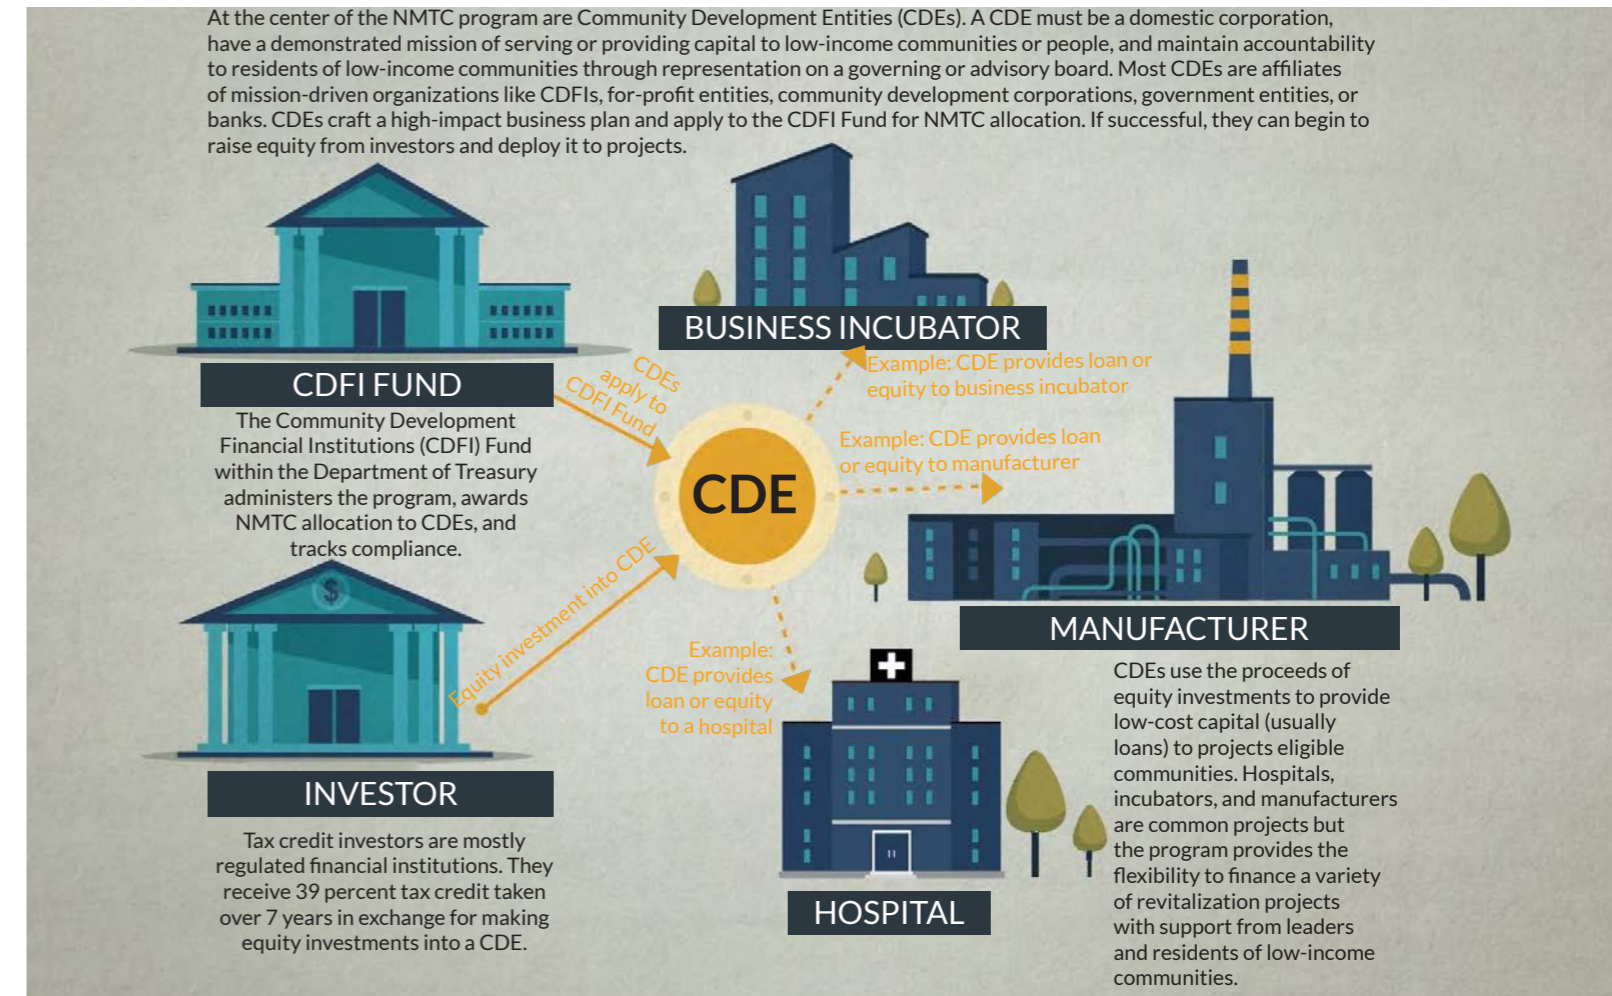 At the center of the NMTC program are Community Development Entities (CDEs). A CDE must be a domestic corporation,
have a demonstrated mission of serving or providing capital to low-income communities or people, and maintain accountability
to residents of low-income communities through representation on a governing or advisory board. Most CDEs are affiliates
of mission-driven organizations like CDFIs, for-profit entities, community development corporations, government entities, or
banks. CDEs craft a high-impact business plan and apply to the CDFI Fund for NMTC allocation. If successful, they can begin to
raise equity from investors and deploy it to projects.
BUSINESS INCUBATOR
CDFI FUND
The Community Development
Financial Institutions (CDFI) Fund
within the Department of Treasury
administers the program, awards
NMTC allocation to CDEs, and
tracks compliance.
CDEs
apply to
CDFI Fund
Example: CDE provides loan or
equity to business incubator
Example: CDE provides loan
or equity to manufacturer
CDE
Equity investment into CDE
$
Example:
CDE provides
loan or equity
to a hospital
MANUFACTURER
CDEs use the proceeds of
equity investments to provide
low-cost capital (usually
loans) to projects eligible
communities. Hospitals,
incubators, and manufacturers
are common projects but
the program provides the
flexibility to finance a variety
of revitalization projects
with support from leaders
and residents of low-income
communities.
INVESTOR
Tax credit investors are mostly
regulated financial institutions. They
receive 39 percent tax credit taken
over 7 years in exchange for making
equity investments into a CDE.
HOSPITAL